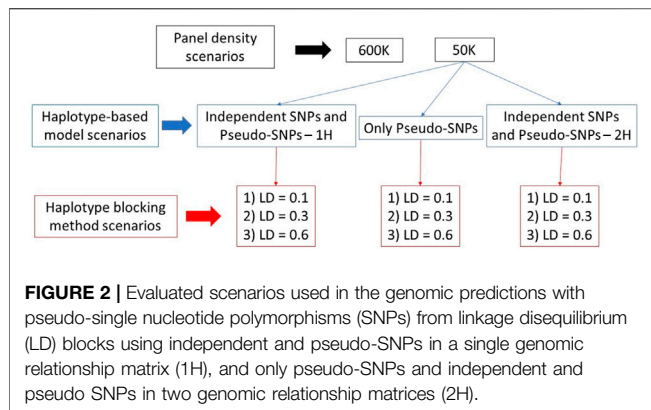 Panel density
scenarios
600K
50K
Haplotype-based
model scenarios
Independent SNPs and
Pseudo-SNPs – 1H
Only Pseudo-SNPs
Independent SNPs
and Pseudo-SNPs – 2H
Haplotype blocking
method scenarios
1) LD = 0.1
2) LD = 0.3
3) LD = 0.6
1) LD = 0.1
2) LD = 0.3
3) LD = 0.6
1) LD = 0.1
2) LD = 0.3
3) LD = 0.6
FIGURE 2 | Evaluated scenarios used in the genomic predictions with
pseudo-single nucleotide polymorphisms (SNPs) from linkage disequilibrium
(LD) blocks using independent and pseudo-SNPs in a single genomic
relationship matrix (1H), and only pseudo-SNPs and independent and
pseudo SNPs in two genomic relationship matrices (2H).